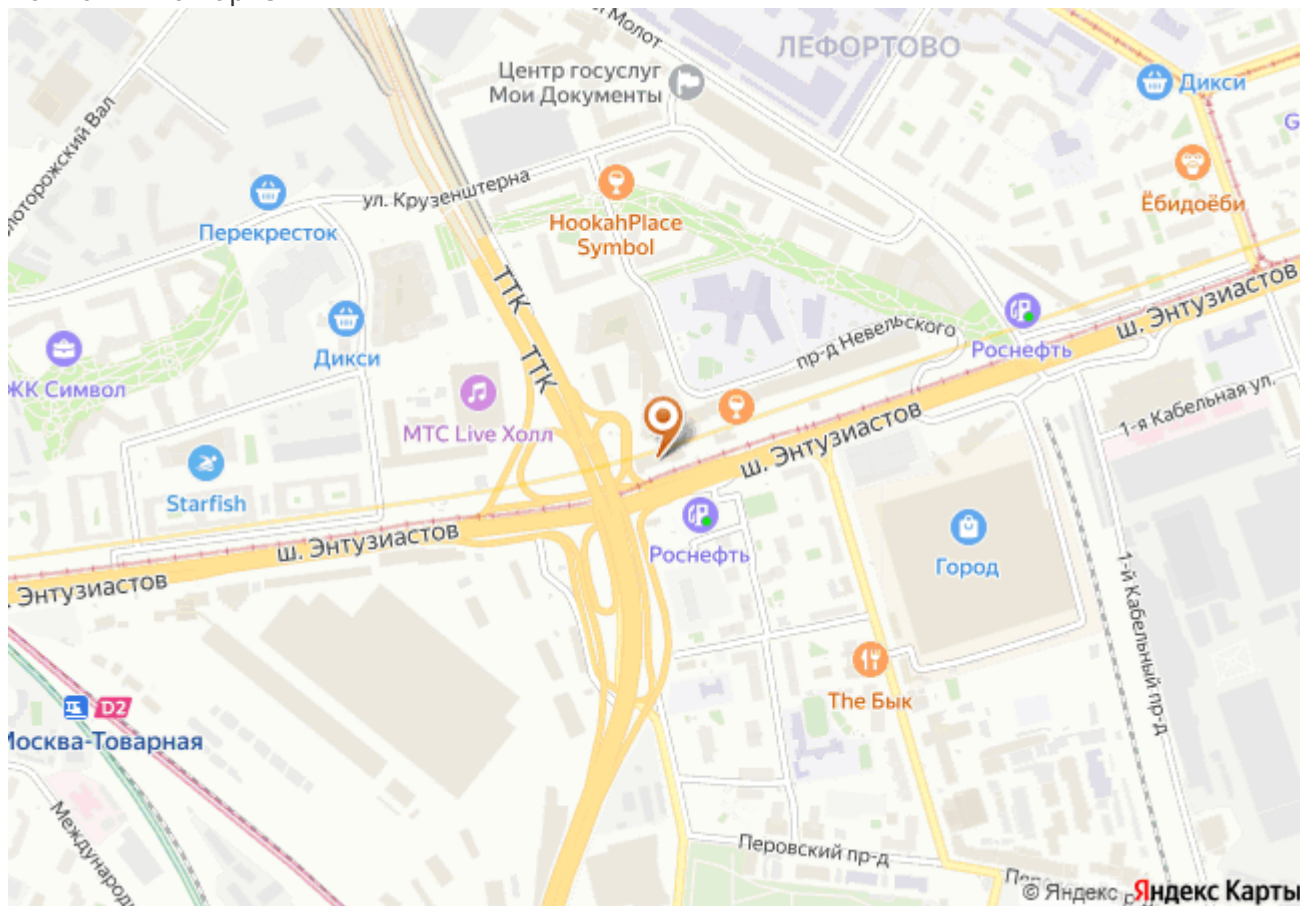 Молот
ЛЕФОРТОВО
Центр госуслуг
Мои Документы
Дикси
ул. Крузенштерна
Перекресток
HookahPlace
Symbol
Ёбидоёби
ТТК
ш. Энтузиастов
Дикси
ТТК
пр-д Невельского
Роснефть
ЖК Символ
МТС Live Холл
1-я Кабельная ул.
ш. Энтузиастов
Starfish
Роснефть
Город
ш. Энтузиастов
Энтузиастов
1-й Кабельный пр-д
The Бык
D2
Москва-Товарная
Перовский пр-д
© Яндекс
Яндекс Карты